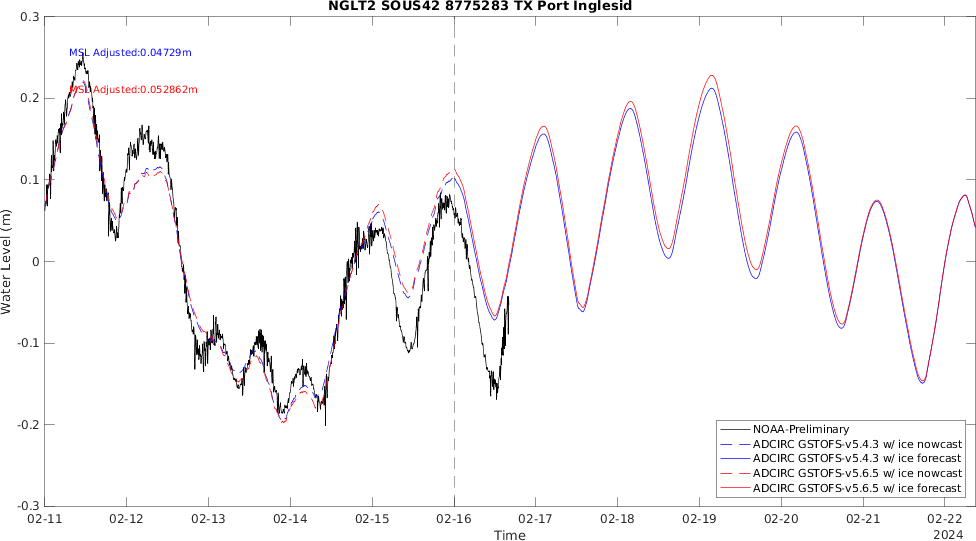 NGLT2 SOUS42 8775283 TX Port Inglesid
MSL Adjusted:0.04729m
MSL Adjusted:0.052862m
Water Level (m)
0.3
0.2
0.1
0
-0.1
-0.2
-0.3
NOAA-Preliminary
ADCIRC GSTOFS-v5.4.3 w/ ice nowcast
ADCIRC GSTOFS-v5.4.3 w/ ice forecast
ADCIRC GSTOFS-v5.6.5 w/ ice nowcast
ADCIRC GSTOFS-v5.6.5 w/ ice forecast
02-11 02-12 02-13 02-14 02-15 02-16 02-17 02-18 02-19 02-20 02-21 02-22
2024
Time